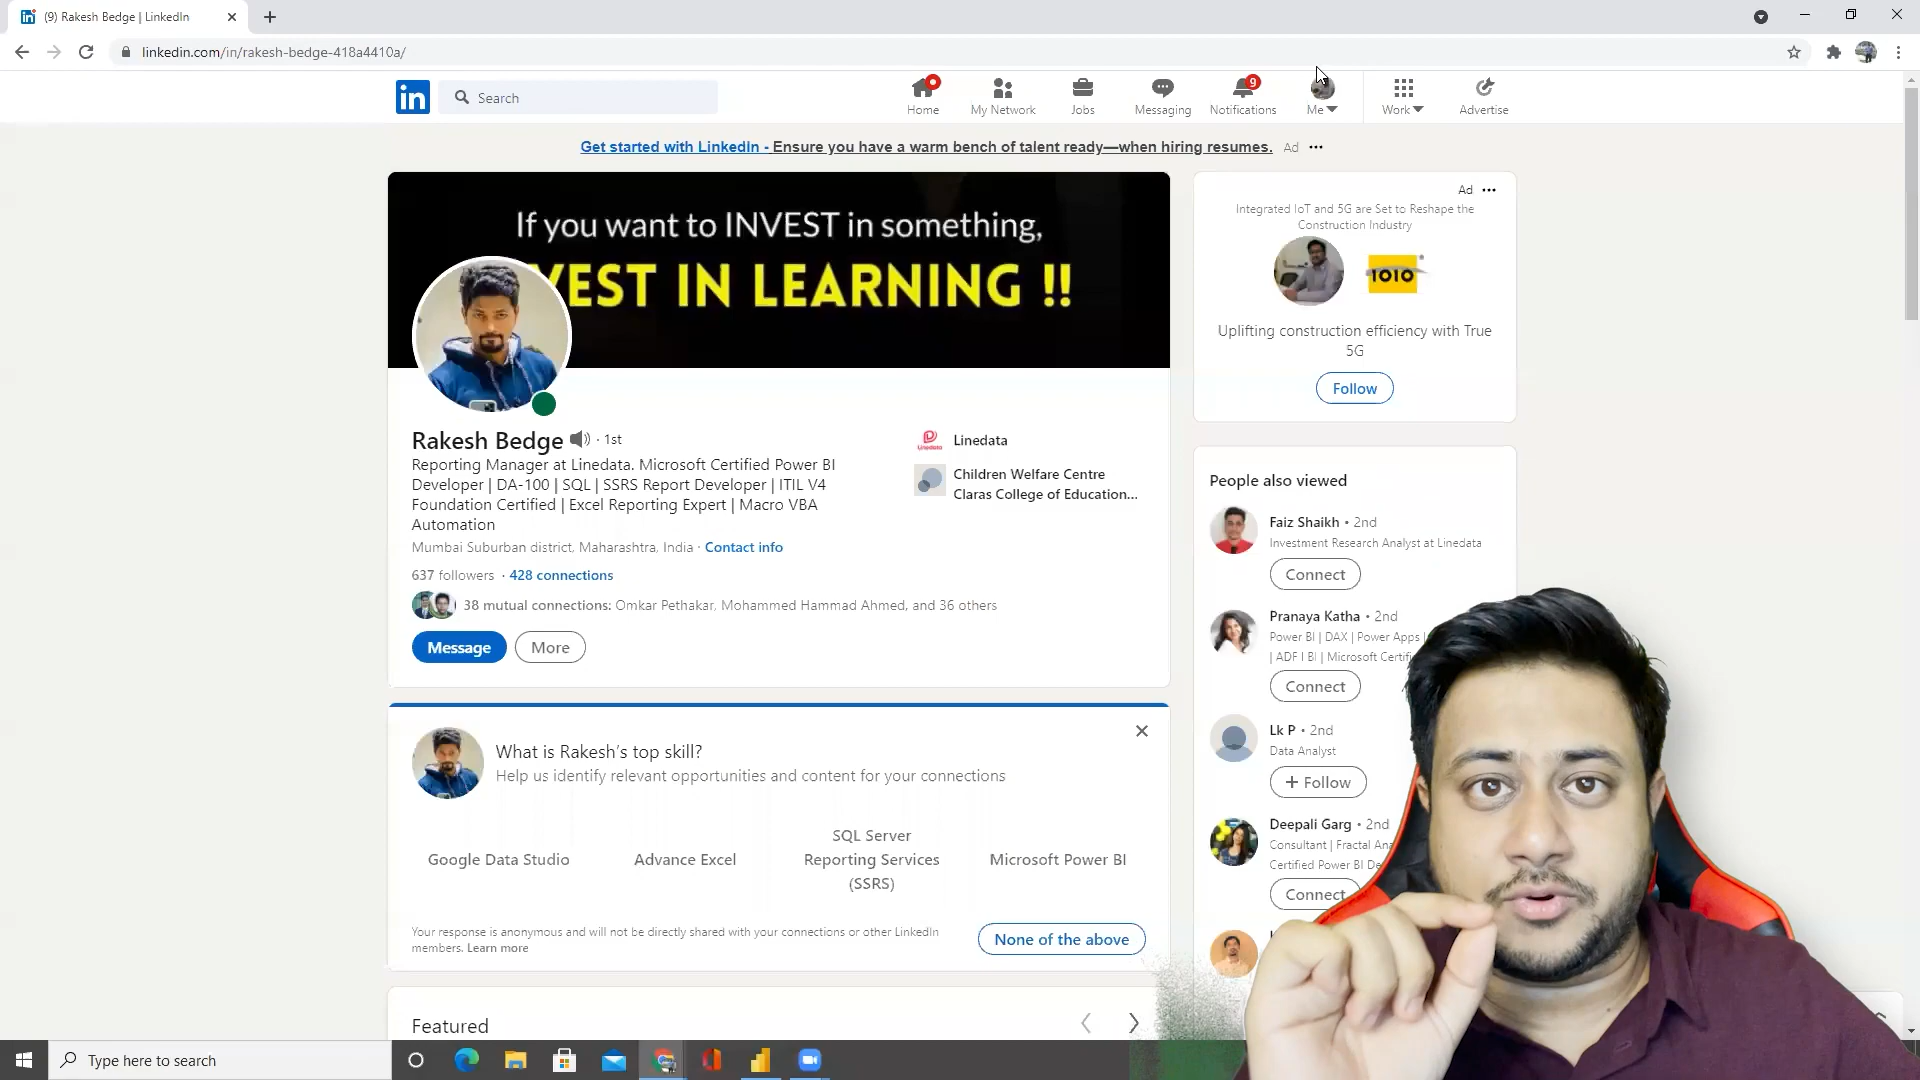 (9) Rakesh Bedge | LinkedIn
linkedin.com/in/rakesh-bedge-418a4410a/
in
Search
Home
My Network
Jobs
Messaging
9
Notifications
Me
Work
Advertise
Get started with LinkedIn - Ensure you have a warm bench of talent ready—when hiring resumes. Ad
If you want to INVEST in something,
VEST IN LEARNING !!
Rakesh Bedge · 1st
Reporting Manager at Linedata. Microsoft Certified Power BI
Developer | DA-100 | SQL | SSRS Report Developer | ITIL V4
Foundation Certified | Excel Reporting Expert | Macro VBA
Automation
Mumbai Suburban district, Maharashtra, India · Contact info
637 followers · 428 connections
38 mutual connections: Omkar Pethakar, Mohammed Hammad Ahmed, and 36 others
Message
More
Linedata
Linedata
Children Welfare Centre
Claras College of Education...
What is Rakesh's top skill?
Help us identify relevant opportunities and content for your connections
Google Data Studio
Advance Excel
SQL Server
Reporting Services
(SSRS)
Microsoft Power BI
Your response is anonymous and will not be directly shared with your connections or other LinkedIn
members. Learn more
None of the above
Featured
Ad
Integrated IoT and 5G are Set to Reshape the
Construction Industry
1010
Uplifting construction efficiency with True
5G
Follow
People also viewed
Faiz Shaikh • 2nd
Investment Research Analyst at Linedata
Connect
Pranaya Katha • 2nd
Power BI | DAX | Power Apps |
| ADF I BI | Microsoft Certifi
Connect
Lk P • 2nd
Data Analyst
+ Follow
Deepali Garg • 2nd
Consultant | Fractal Ana
Certified Power BI De
Connect
Type here to search